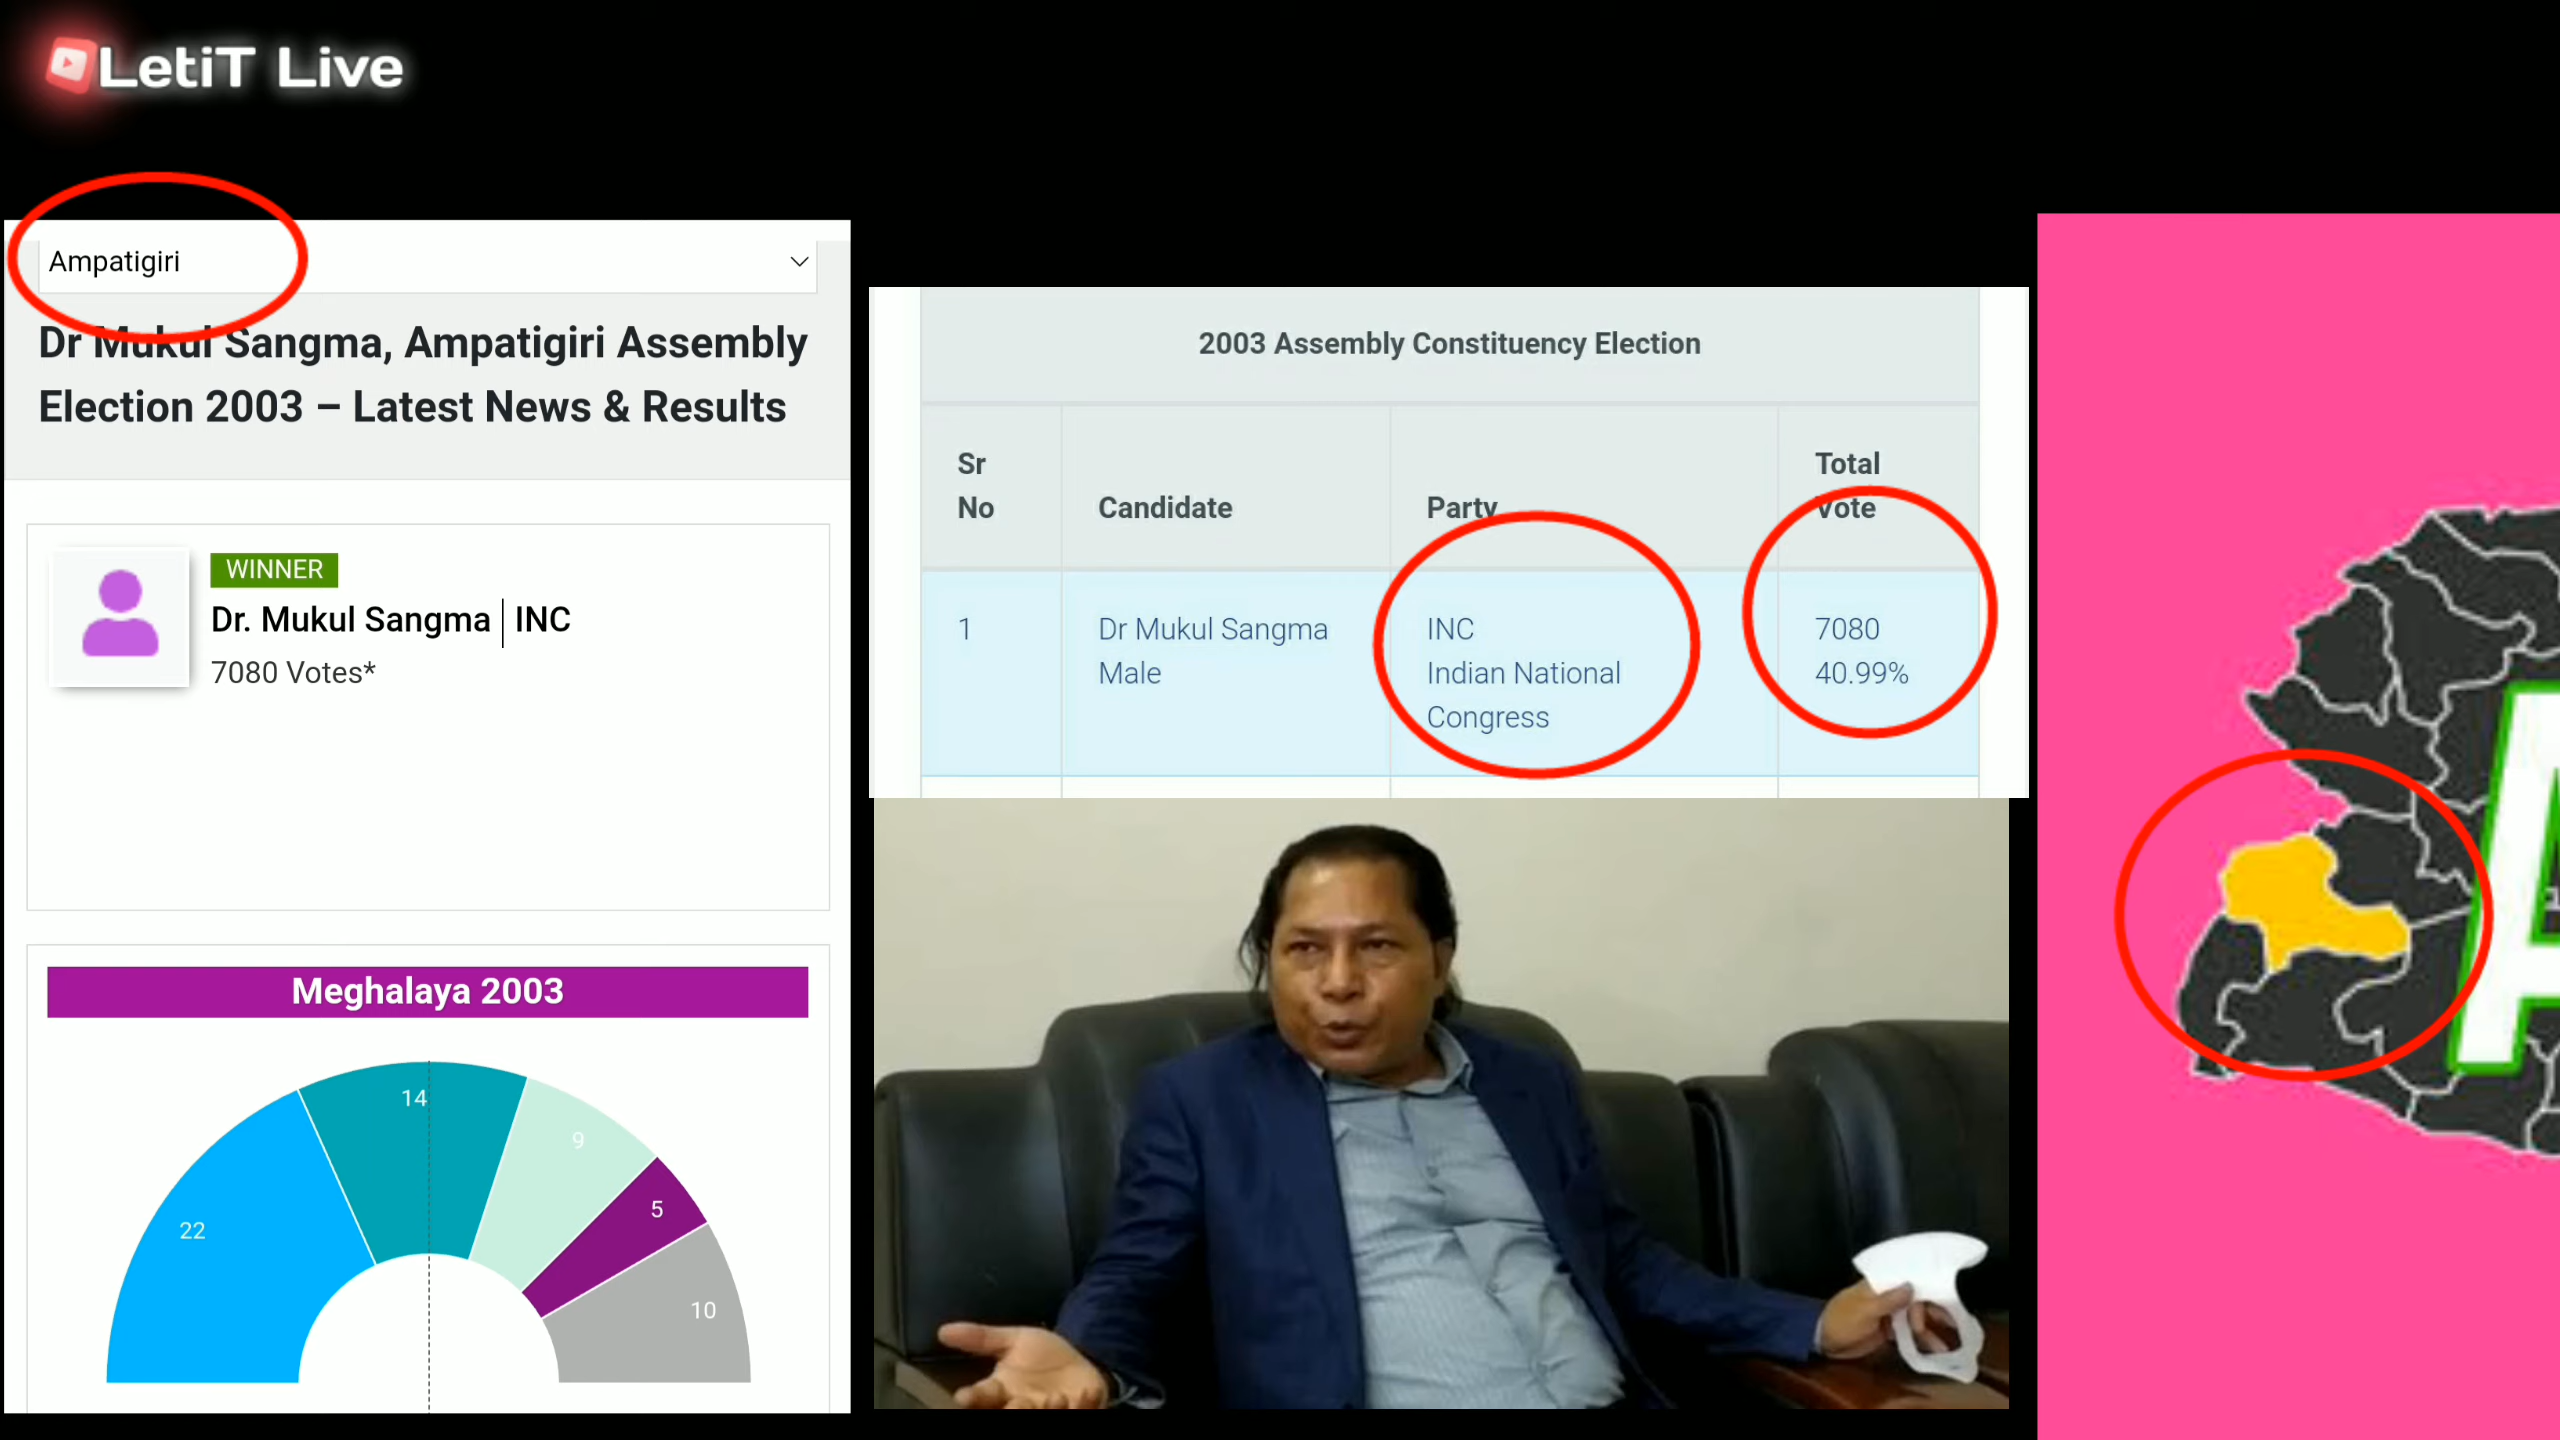 LetiT Live
Ampatigiri
Dr Mukul Sangma, Ampatigiri Assembly
Election 2003 – Latest News & Results
WINNER
Dr. Mukul Sangma | INC
7080 Votes*
Meghalaya 2003
22
14
9
5
10
2003 Assembly Constituency Election
Sr
No
Candidate
Party
Total
Vote
1
Dr Mukul Sangma
Male
INC
Indian National
Congress
7080
40.99%